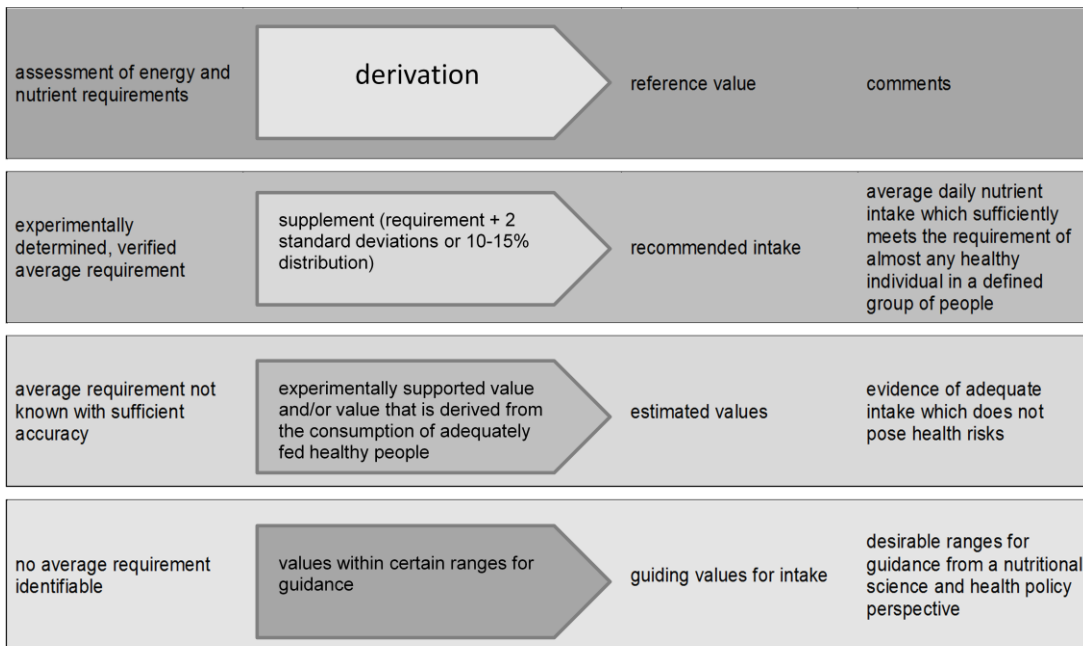 assessment of energy and
nutrient requirements
derivation
reference value
comments
experimentally
determined, verified
average requirement
supplement (requirement + 2
standard deviations or 10-15%
distribution)
recommended intake
average daily nutrient
intake which sufficiently
meets the requirement of
almost any healthy
individual in a defined
group of people
average requirement not
known with sufficient
accuracy
experimentally supported value
and/or value that is derived from
the consumption of adequately
fed healthy people
estimated values
evidence of adequate
intake which does not
pose health risks
no average requirement
identifiable
values within certain ranges for
guidance
guiding values for intake
desirable ranges for
guidance from a nutritional
science and health policy
perspective